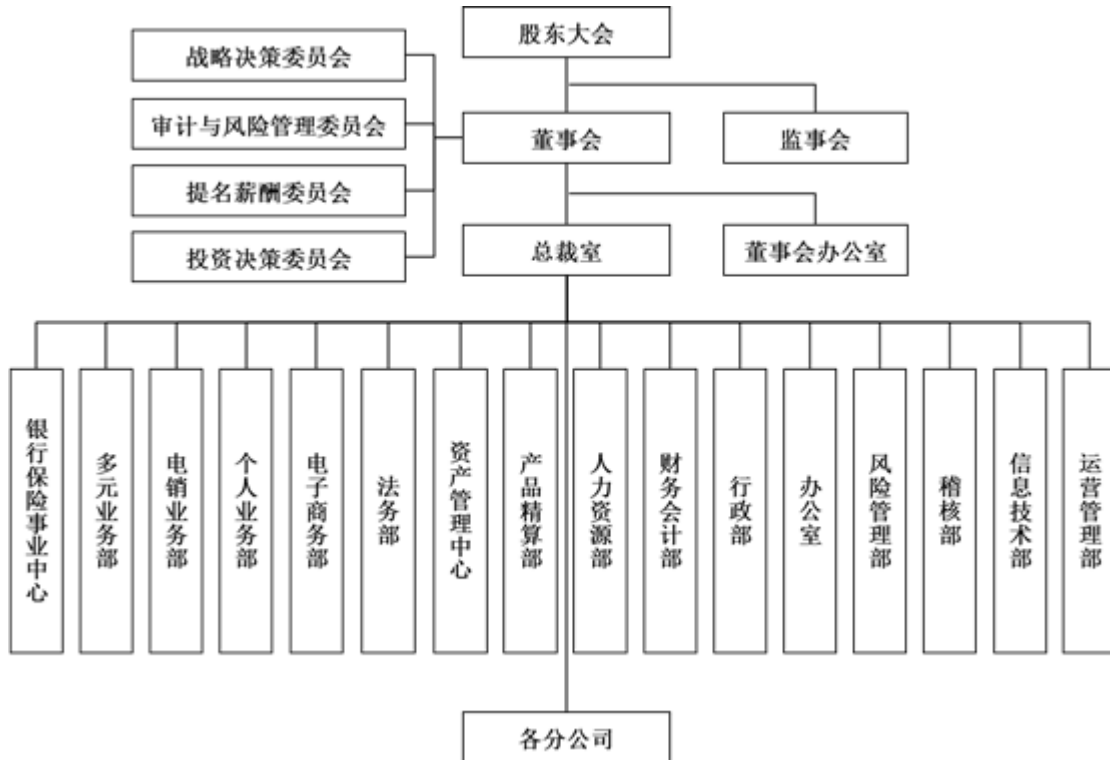 股东大会
战略决策委员会
审计与风险管理委员会
董事会
监事会
提名薪酬委员会
投资决策委员会
总裁室
董事会办公室
银行保险事业中心
多元业务部
电销业务部
个人业务部
电子商务部
法务部
资产管理中心
产品精算部
人力资源部
财务会计部
行政部
办公室
风险管理部
稽核部
信息技术部
运营管理部
各分公司